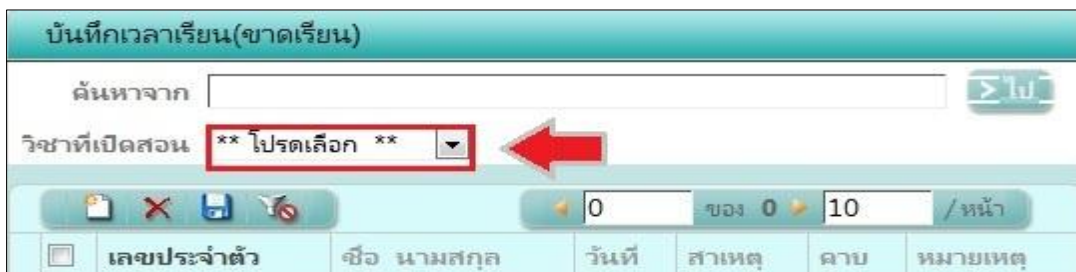 บันทึกเวลาเรียน(ขาดเรียน)
ค้นหาจาก ไป
วิชาที่เปิดสอน ** โปรดเลือก **
0 ของ 0 10 /หน้า
เลขประจำตัว ชื่อ นามสกุล วันที่ สาเหตุ คาบ หมายเหตุ